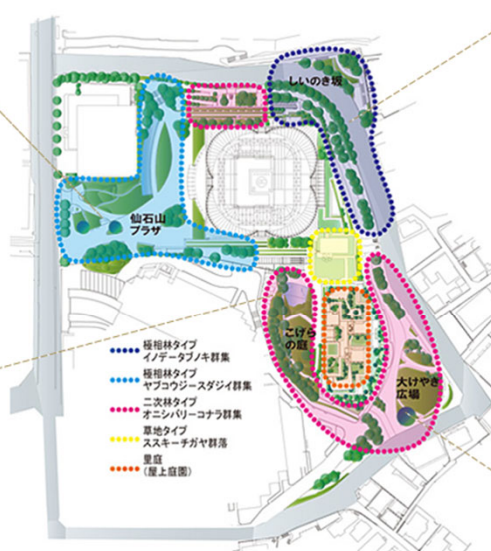 しいのき坂
仙石山
プラザ
こげら
の庭
大けやき
広場
極相林タイプ
イノデータブノキ群集
極相林タイプ
ヤブコウジースダジイ群集
二次林タイプ
オニシバリーコナラ群集
草地タイプ
ススキーチガヤ群落
里庭
(屋上庭園)